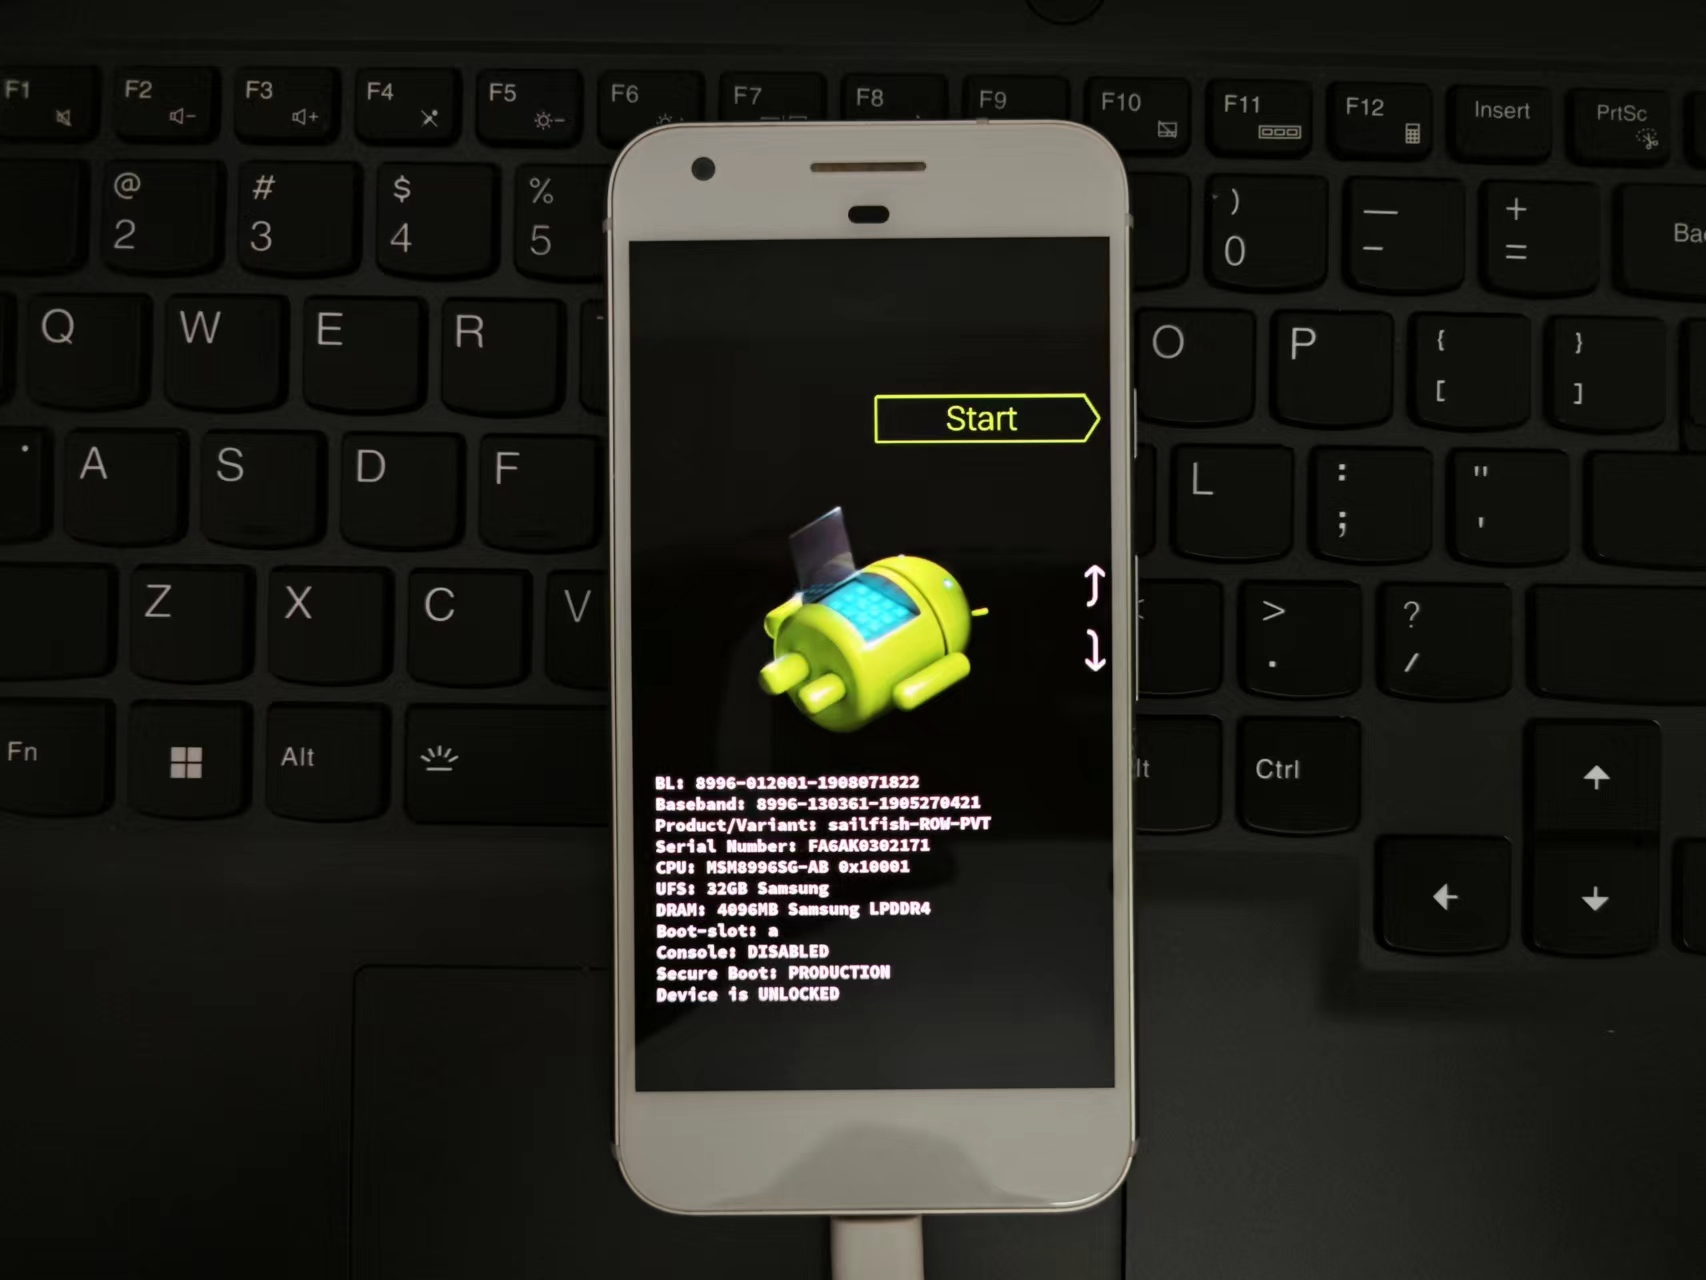 F1
F2
F3
F4
F5
F6
F7
F8
F9
F10
F11
F12
Insert
PrtSc
@
2
#
3
$
4
%
5
)
0
—
-
+
=
Q
W
E
R
O
P
{
[
}
]
A
S
D
F
L
:
;
"
'
Z
X
C
V
>
.
?
/
Fn
Alt
Ctrl
Start
BL: 8996-012001-1908071822
Baseband: 8996-130361-1905270421
Product/Variant: sailfish-ROW-PVT
Serial Number: FA6AK0302171
CPU: MSM8996SG-AB 0x10001
UFS: 32GB Samsung
DRAM: 4096MB Samsung LPDDR4
Boot-slot: a
Console: DISABLED
Secure Boot: PRODUCTION
Device is UNLOCKED